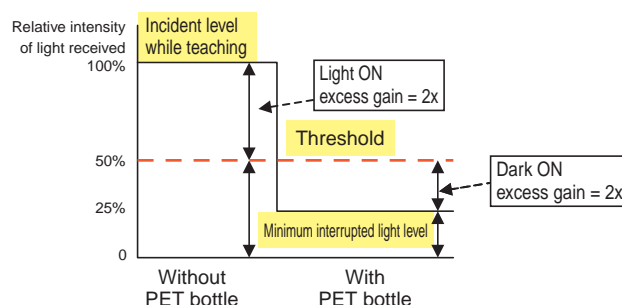 Relative intensity
of light received
Incident level
while teaching
100%
Light ON
excess gain = 2x
Threshold
50%
Dark ON
excess gain = 2x
25%
Minimum interrupted light level
0
Without
PET bottle
With
PET bottle